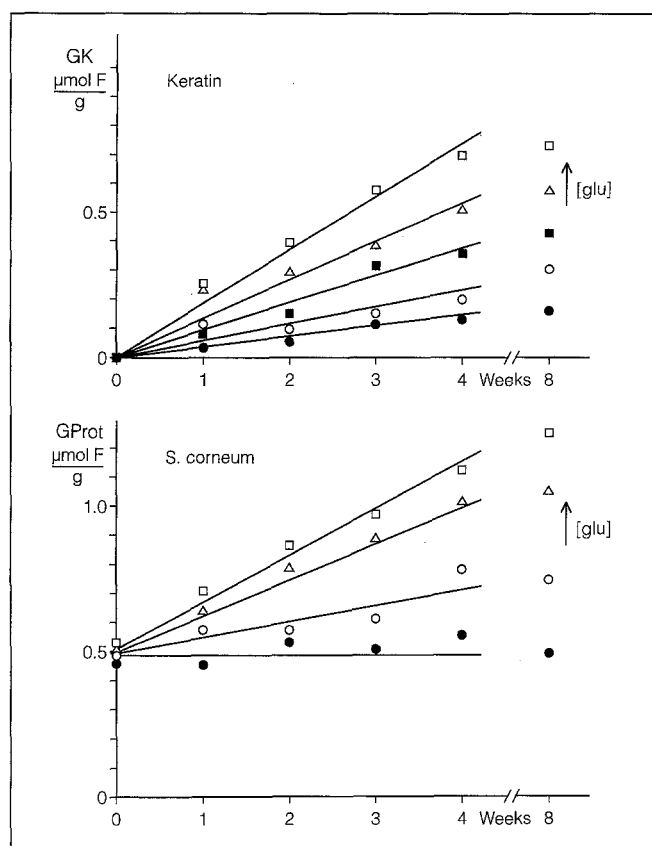 GK
µmol F
g
Keratin
0.5
0
[glu]
0 1 2 3 4 Weeks 8
GProt
µmol F
g
S. corneum
1.0
0.5
0
[glu]
0 1 2 3 4 Weeks 8